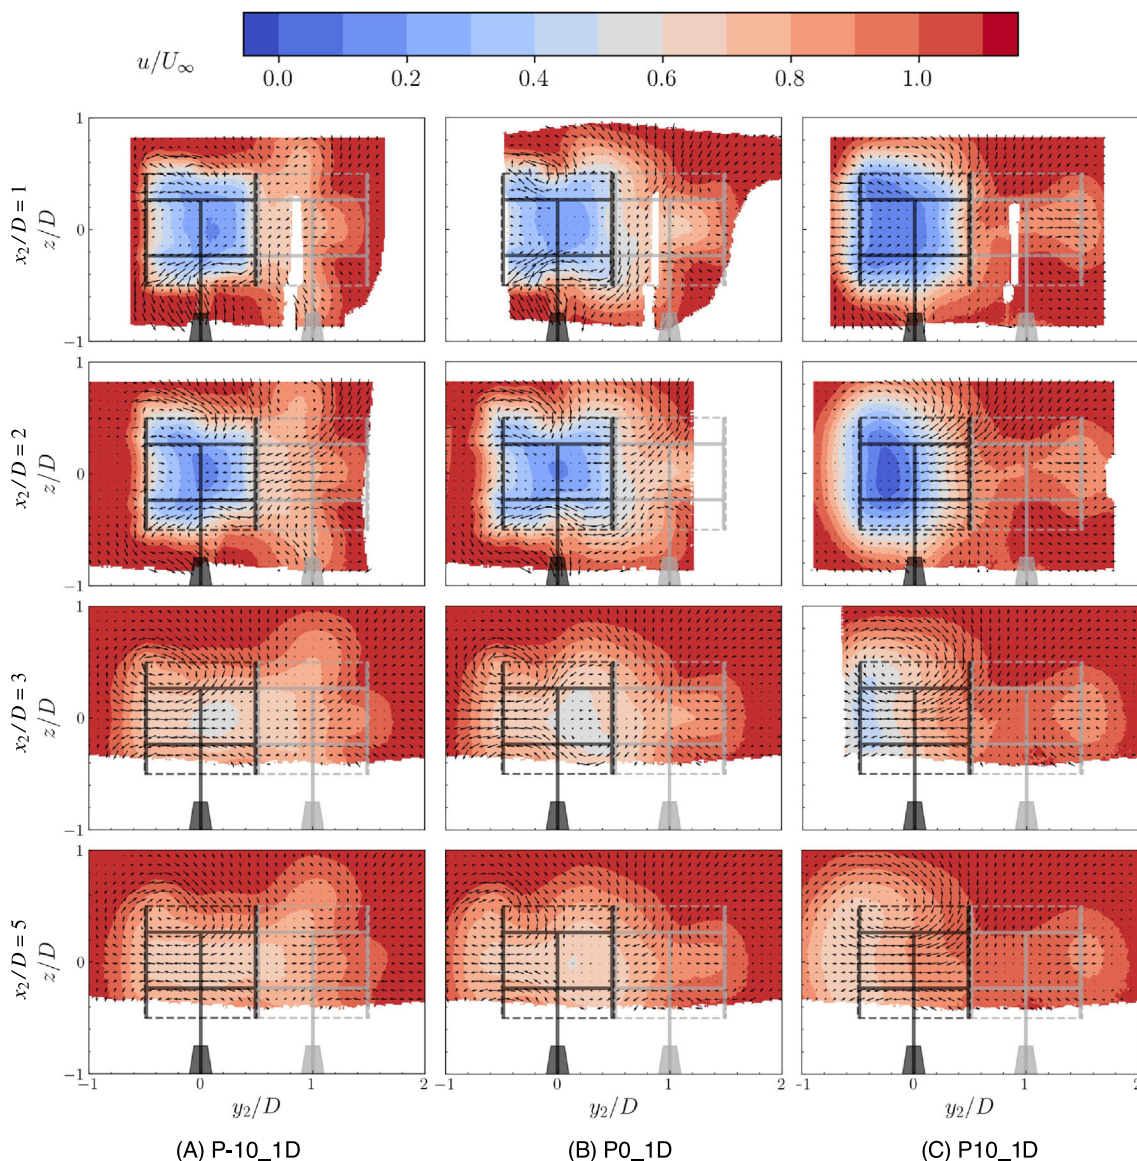 u/U∞
0.0 0.2 0.4 0.6 0.8 1.0
x₂/D = 1
z/D
1
0
−1
x₂/D = 2
z/D
1
0
−1
x₂/D = 3
z/D
1
0
−1
x₂/D = 5
z/D
1
0
−1
−1 0 1 2 0 1 2 -1 0 1 2
y₂/D y₂/D y₂/D
(A) P-10_1D (B) P0_1D (C) P10_1D